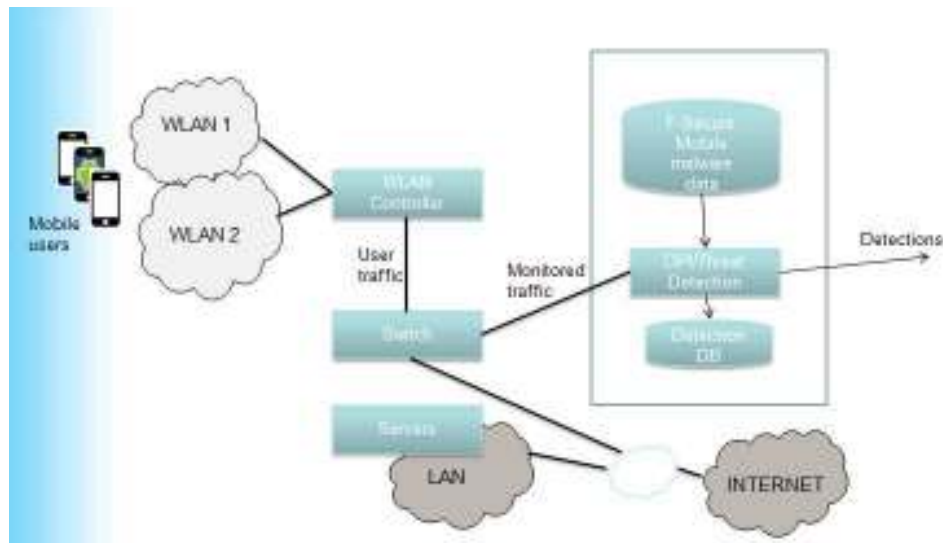 WLAN 1
Mobile
users
WLAN 2
WLAN
Controller
User
traffic
Monitored
traffic
F-Secure
Mobile
malware
data
DPI/Threat
Detection
Detections
Detection
DB
Switch
Servers
LAN
INTERNET